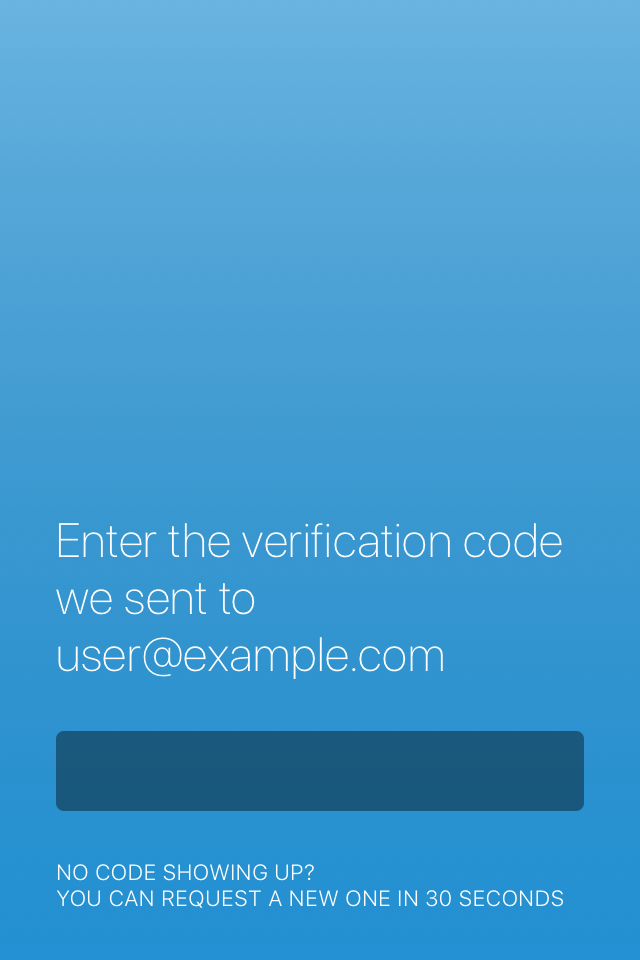 Enter the verification code
we sent to
user@example.com
NO CODE SHOWING UP?
YOU CAN REQUEST A NEW ONE IN 30 SECONDS